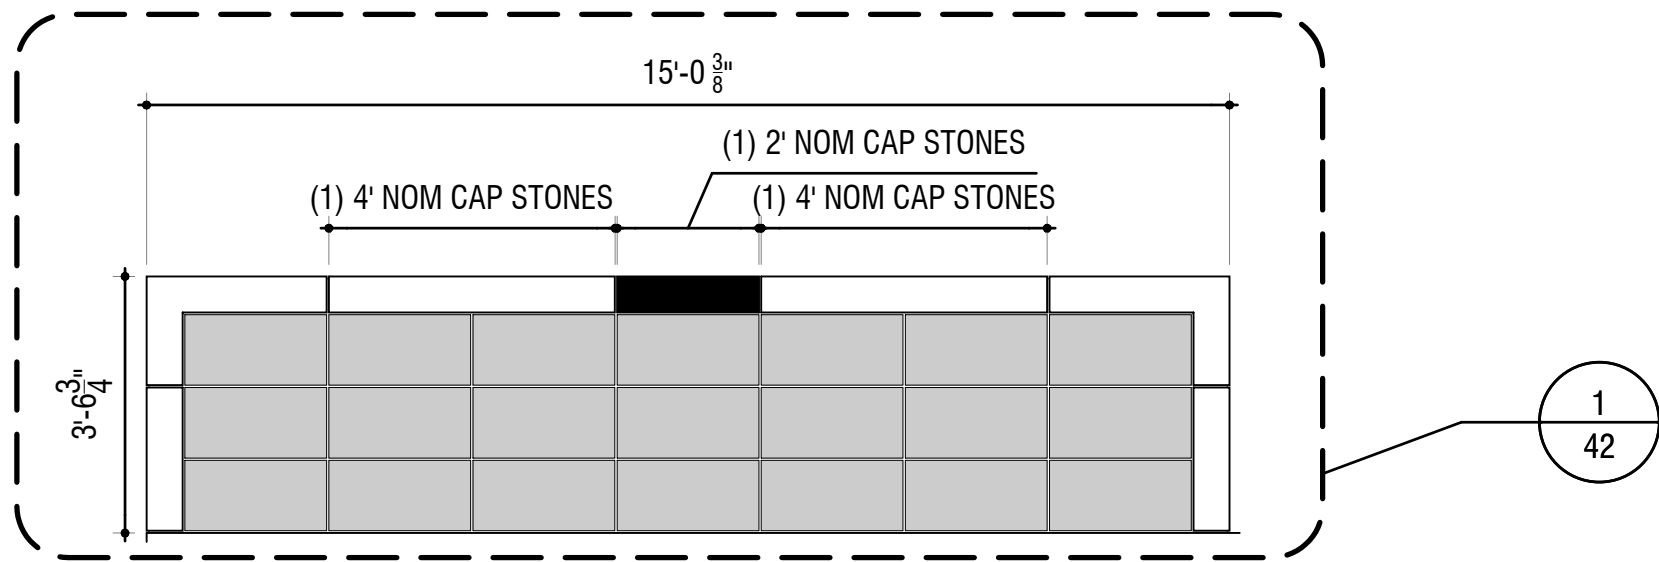 15'-0 3/8"
(1) 2' NOM CAP STONES
(1) 4' NOM CAP STONES
(1) 4' NOM CAP STONES
3'-6 3/4"
1
42